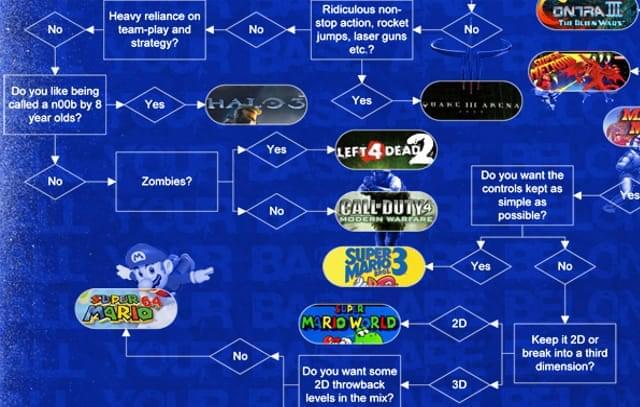 Heavy reliance on
team-play and
strategy?
No
No
Ridiculous non-
stop action, rocket
jumps, laser guns
etc.?
No
CONTRA III
THE ALIEN WARS
SUPER
METROID
Do you like being
called a n00b by 8
year olds?
Yes
HALO 3
Yes
QUAKE III ARENA
No
Zombies?
Yes
LEFT 4 DEAD 2
No
CALL OF DUTY 4
MODERN WARFARE
Do you want the
controls kept as
simple as
possible?
Yes
Yes
No
SUPER
MARIO 3
SUPER
MARIO 64
SUPER
MARIO WORLD
2D
Keep it 2D or
break into a third
dimension?
3D
Do you want some
2D throwback
levels in the mix?
No